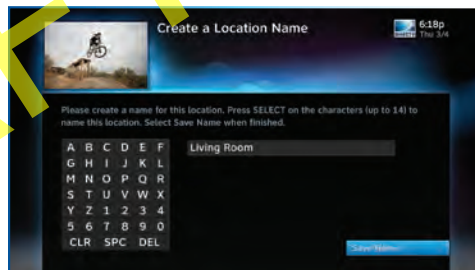 Create a Location Name
6:18p
Thu 3/4
Please create a name for this location. Press SELECT on the characters (up to 14) to
name this location. Select Save Name when finished.
A B C D E F
Living Room
G H I J K L
M N O P Q R
S T U V W X
Y Z 1 2 3 4
5 6 7 8 9 0
CLR SPC DEL
Save Name